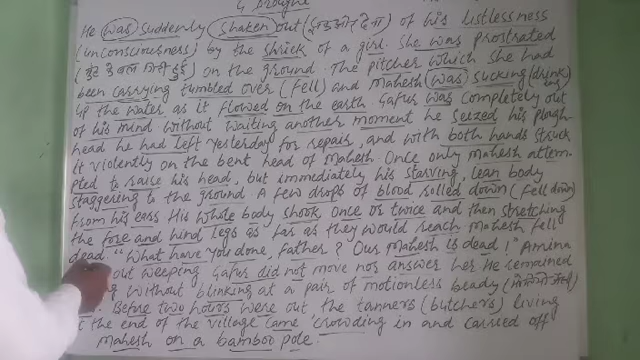 G Drought
He was suddenly shaken out (दूर कर देना) of his listlessness
(unconsciousness) by the shrick of a girl. She was prostrated
on the ground. The pitcher which she had
been carrying tumbled over (fell) and Mahesh was sucking (drinking)
up the water as it flowed on the earth. Gafur was completely out
of his mind without waiting another moment he seized his plough-
head he had left yesterday for repair, and with both hands struck
it violently on the bent head of Mahesh. Once only Mahesh attem-
pted to raise his head, but immediately his starving, lean body
staggering to the ground. A few drops of blood rolled down (fell down)
from his ears His whole body shook once or twice and then stretching
the fore and hind legs as far as they would reach Mahesh fell
dead. "What have you done, father? Our Mahesh is dead!" Amina
out weeping Gafur did not move nor answer her. He remained
without blinking at a pair of motionless beady
Before two hours were out the tanners (butchers) living
the end of the village came crowding in and carried off
Mahesh on a bamboo pole.